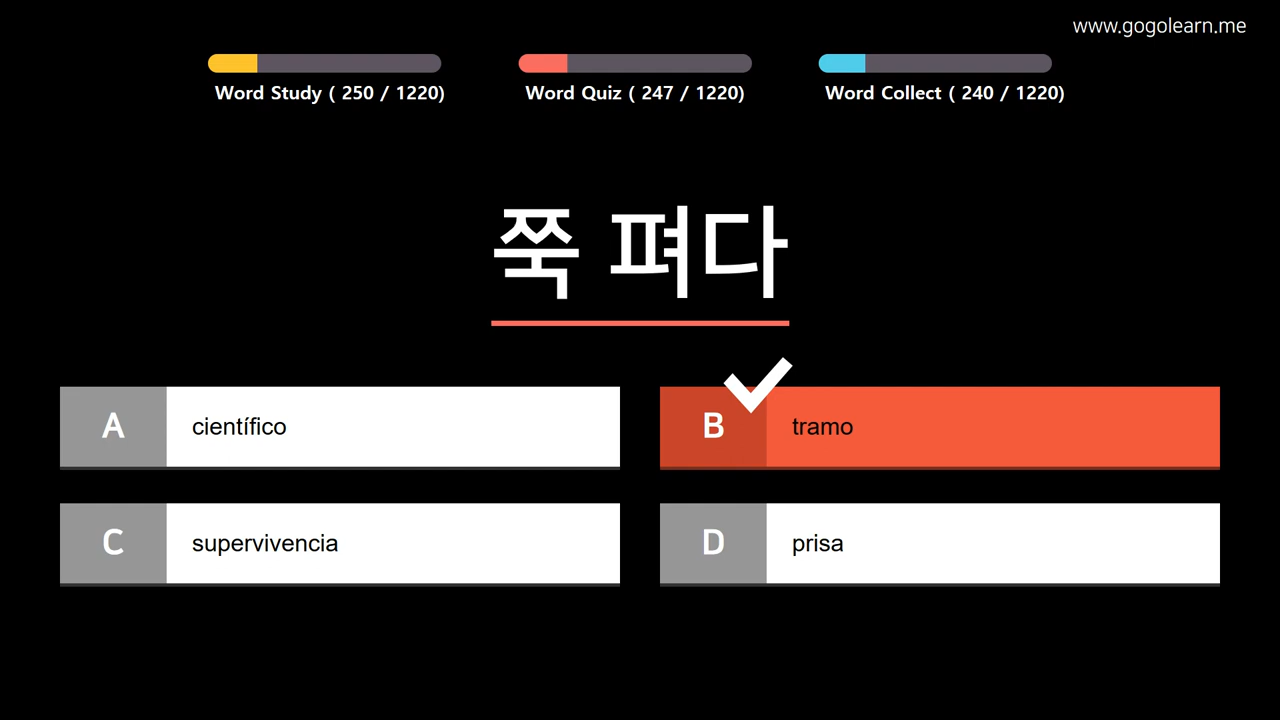 www.gogolearn.me
Word Study ( 250 / 1220)
Word Quiz ( 247 / 1220)
Word Collect ( 240 / 1220)
쭉 펴다
A científico
B tramo
C supervivencia
D prisa